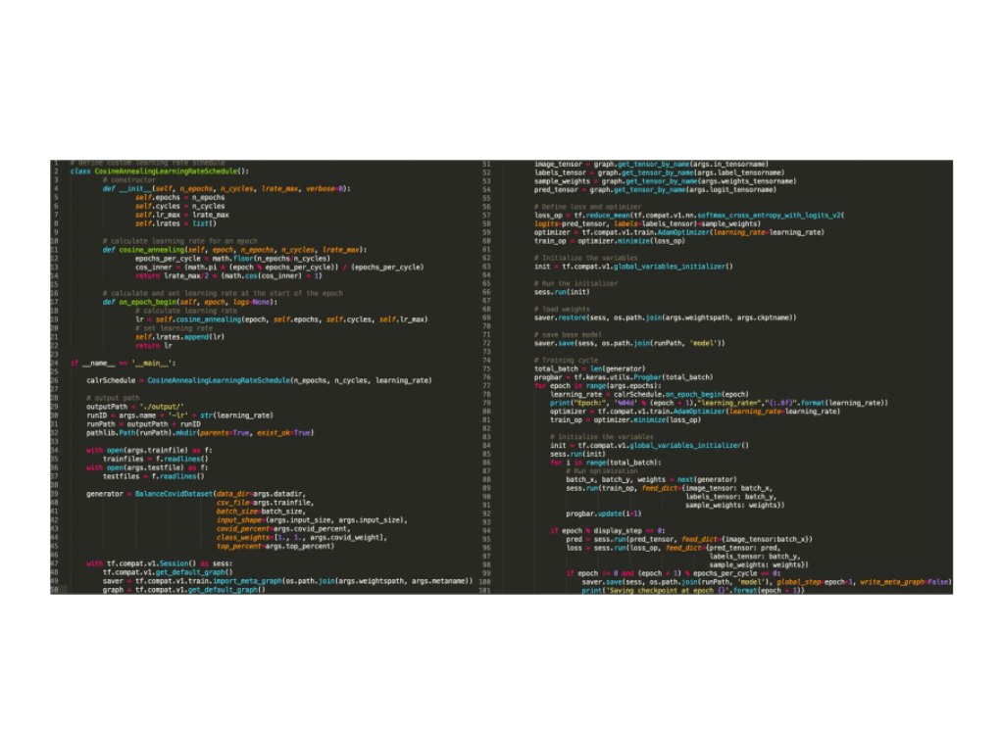 1 # define custom learning rate schedule
2 class CosineAnnealingLearningRateSchedule():
3 # constructor
4 def __init__(self, n_epochs, n_cycles, lrate_max, verbose=0):
5 self.epochs = n_epochs
6 self.cycles = n_cycles
7 self.lr_max = lrate_max
8 self.lrates = list()
9
10 # calculate learning rate for an epoch
11 def cosine_annealing(self, epoch, n_epochs, n_cycles, lrate_max):
12 epochs_per_cycle = math.floor(n_epochs/n_cycles)
13 cos_inner = (math.pi * (epoch % epochs_per_cycle)) / (epochs_per_cycle)
14 return lrate_max/2 * (math.cos(cos_inner) + 1)
15
16 # calculate and set learning rate at the start of the epoch
17 def on_epoch_begin(self, epoch, logs=None):
18 # calculate learning rate
19 lr = self.cosine_annealing(epoch, self.epochs, self.cycles, self.lr_max)
20 # set learning rate
21 self.lrates.append(lr)
22 return lr
23
24 if __name__ == '__main__':
25
26 calrSchedule = CosineAnnealingLearningRateSchedule(n_epochs, n_cycles, learning_rate)
27
28 # output path
29 outputPath = './output/'
30 runID = args.name + '-lr' + str(learning_rate)
31 runPath = outputPath + runID
32 pathlib.Path(runPath).mkdir(parents=True, exist_ok=True)
33
34 with open(args.trainfile) as f:
35 trainfiles = f.readlines()
36 with open(args.testfile) as f:
37 testfiles = f.readlines()
38
39 generator = BalanceCovidDataset(data_dir=args.datadir,
40 csv_file=args.trainfile,
41 batch_size=batch_size,
42 input_shape=(args.input_size, args.input_size),
43 covid_percent=args.covid_percent,
44 class_weights=[1., 1., args.covid_weight],
45 top_percent=args.top_percent)
46
47 with tf.compat.v1.Session() as sess:
48 tf.compat.v1.get_default_graph()
49 saver = tf.compat.v1.train.import_meta_graph(os.path.join(args.weightspath, args.metaname))
50 graph = tf.compat.v1.get_default_graph()
51 image_tensor = graph.get_tensor_by_name(args.in_tensorname)
52 labels_tensor = graph.get_tensor_by_name(args.label_tensorname)
53 sample_weights = graph.get_tensor_by_name(args.weights_tensorname)
54 pred_tensor = graph.get_tensor_by_name(args.logit_tensorname)
55
56 # Define loss and optimizer
57 loss_op = tf.reduce_mean(tf.compat.v1.nn.softmax_cross_entropy_with_logits_v2(
58 logits=pred_tensor, labels=labels_tensor)*sample_weights)
59 optimizer = tf.compat.v1.train.AdamOptimizer(learning_rate=learning_rate)
60 train_op = optimizer.minimize(loss_op)
61
62 # Initialize the variables
63 init = tf.compat.v1.global_variables_initializer()
64
65 # Run the initializer
66 sess.run(init)
67
68 # load weights
69 saver.restore(sess, os.path.join(args.weightspath, args.ckptname))
70
71 # save base model
72 saver.save(sess, os.path.join(runPath, 'model'))
73
74 # Training cycle
75 total_batch = len(generator)
76 progbar = tf.keras.utils.Progbar(total_batch)
77 for epoch in range(args.epochs):
78 learning_rate = calrSchedule.on_epoch_begin(epoch)
79 print("Epoch:", '%04d' % (epoch + 1),"learning_rate=","{:.6f}".format(learning_rate))
80 optimizer = tf.compat.v1.train.AdamOptimizer(learning_rate=learning_rate)
81 train_op = optimizer.minimize(loss_op)
82
83 # Initialize the variables
84 init = tf.compat.v1.global_variables_initializer()
85 sess.run(init)
86 for i in range(total_batch):
87 # Run optimization
88 batch_x, batch_y, weights = next(generator)
89 sess.run(train_op, feed_dict={image_tensor: batch_x,
90 labels_tensor: batch_y,
91 sample_weights: weights})
92 progbar.update(i+1)
93
94 if epoch % display_step == 0:
95 pred = sess.run(pred_tensor, feed_dict={image_tensor:batch_x})
96 loss = sess.run(loss_op, feed_dict={pred_tensor: pred,
97 labels_tensor: batch_y,
98 sample_weights: weights})
99 if epoch != 0 and (epoch + 1) % epochs_per_cycle == 0:
100 saver.save(sess, os.path.join(runPath, 'model'), global_step=epoch+1, write_meta_graph=False)
101 print('Saving checkpoint at epoch {}'.format(epoch + 1))